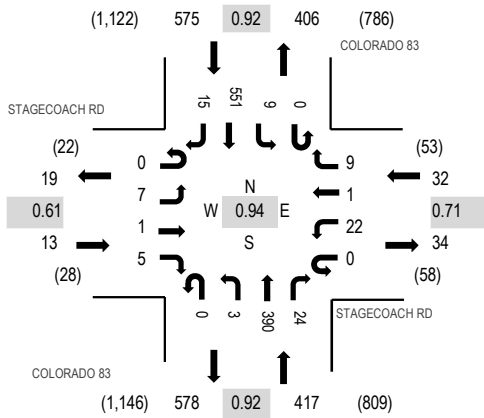 (1,122) 575 0.92 406 (786)
COLORADO 83
15 551 9 0
STAGECOACH RD
(22) (53)
0 9
19 32
7 N 1
0.61 W 0.94 E 0.71
1 22
13 S 34
5 0
(28) (58)
0 3 390 24
STAGECOACH RD
COLORADO 83
(1,146) 578 0.92 417 (809)